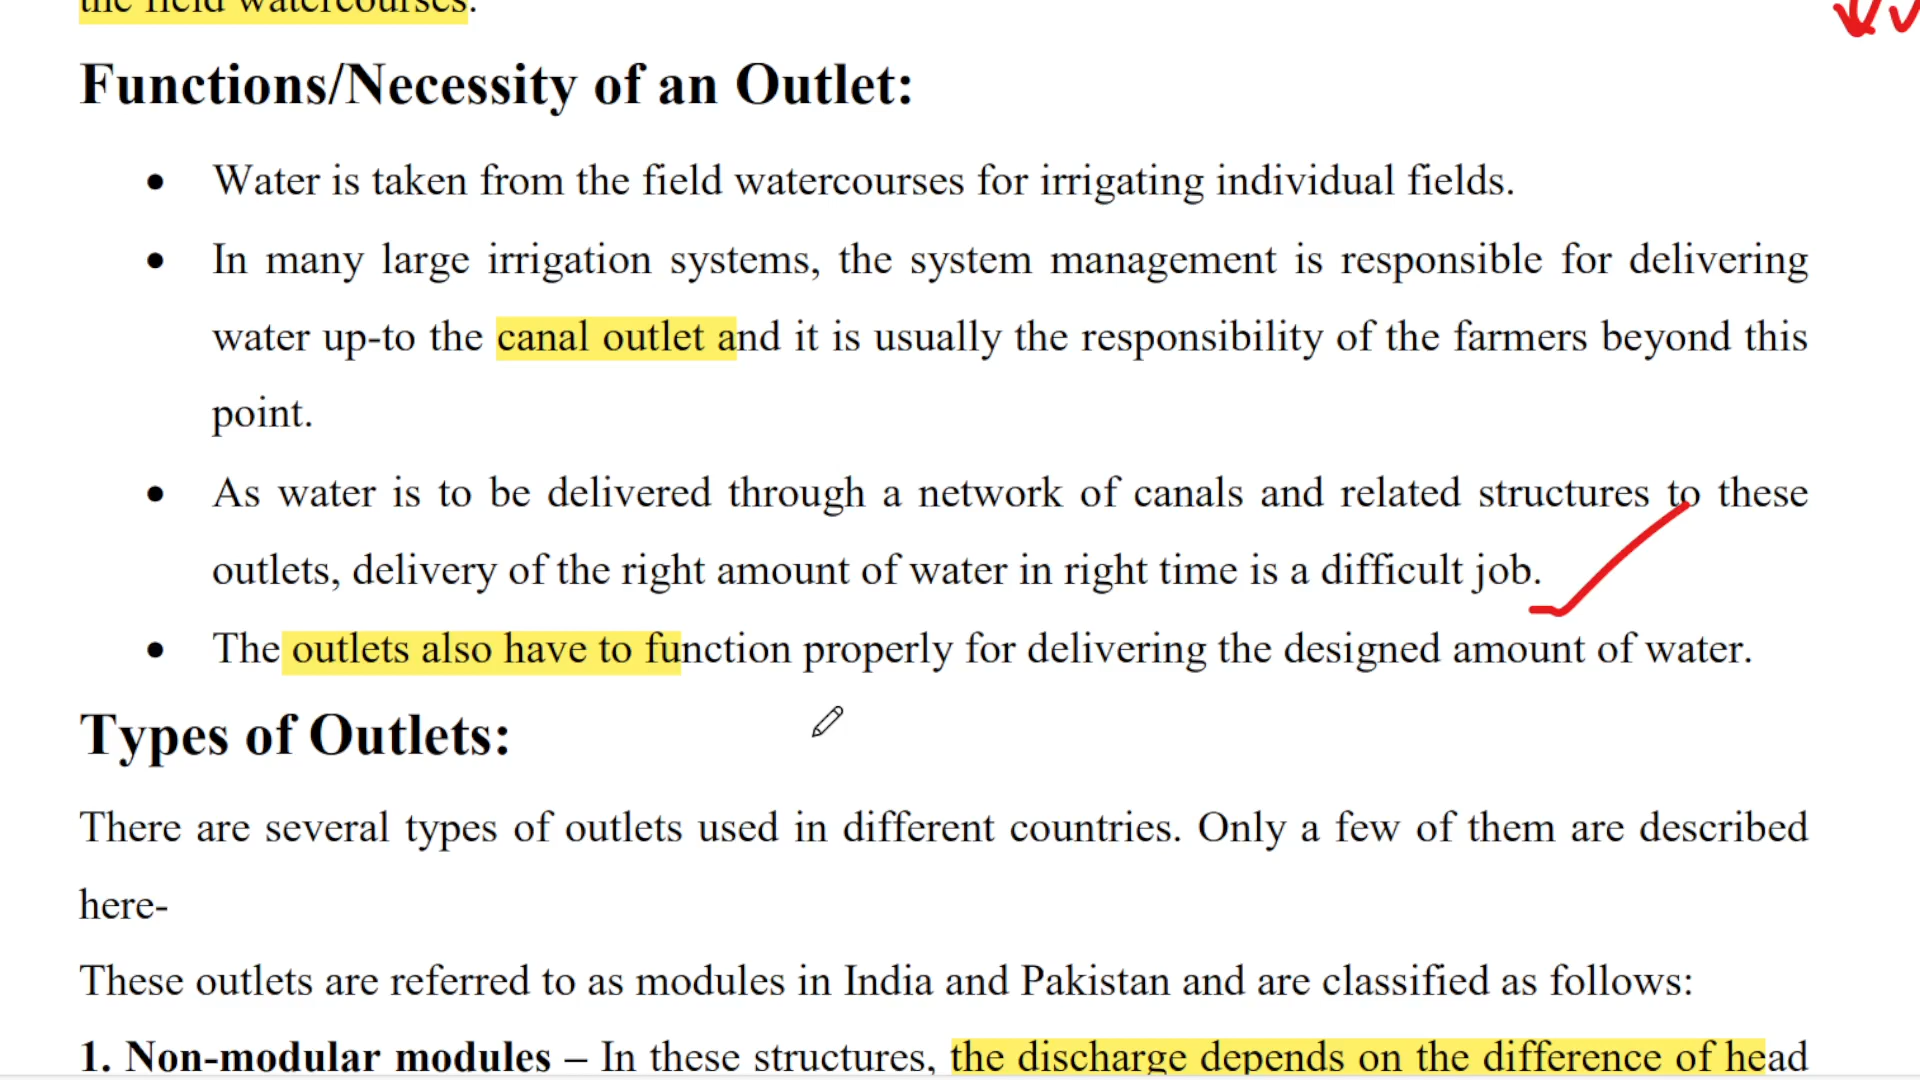 the field watercourses.
Functions/Necessity of an Outlet:
• Water is taken from the field watercourses for irrigating individual fields.
• In many large irrigation systems, the system management is responsible for delivering
water up-to the canal outlet and it is usually the responsibility of the farmers beyond this
point.
• As water is to be delivered through a network of canals and related structures to these
outlets, delivery of the right amount of water in right time is a difficult job.
• The outlets also have to function properly for delivering the designed amount of water.
Types of Outlets:
There are several types of outlets used in different countries. Only a few of them are described
here-
These outlets are referred to as modules in India and Pakistan and are classified as follows:
1. Non-modular modules – In these structures, the discharge depends on the difference of head